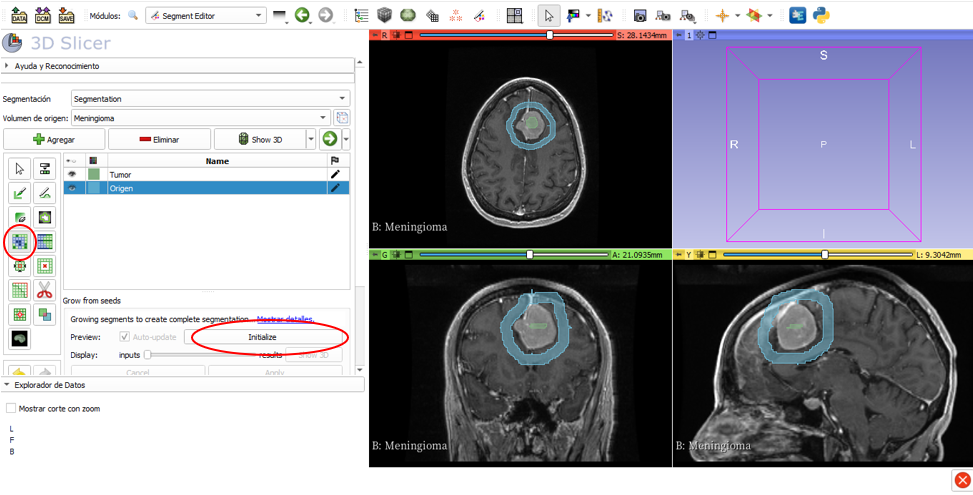 DATA
DCM
SAVE
Módulos:
Segment Editor
3D Slicer
Ayuda y Reconocimiento
Segmentación
Segmentation
Volumen de origen:
Meningioma
Agregar
Eliminar
Show 3D
Name
Tumor
Origen
Grow from seeds
Growing segments to create complete segmentation. Mostrar detalles.
Preview:
Auto-update
Initialize
Display:
inputs
results
Show 3D
Cancel
Apply
Explorador de Datos
Mostrar corte con zoom
L
F
B
R
S: 28.1434mm
B: Meningioma
1
S
R
P
L
I
G
A: 21.0935mm
B: Meningioma
Y
L: 9.3042mm
B: Meningioma